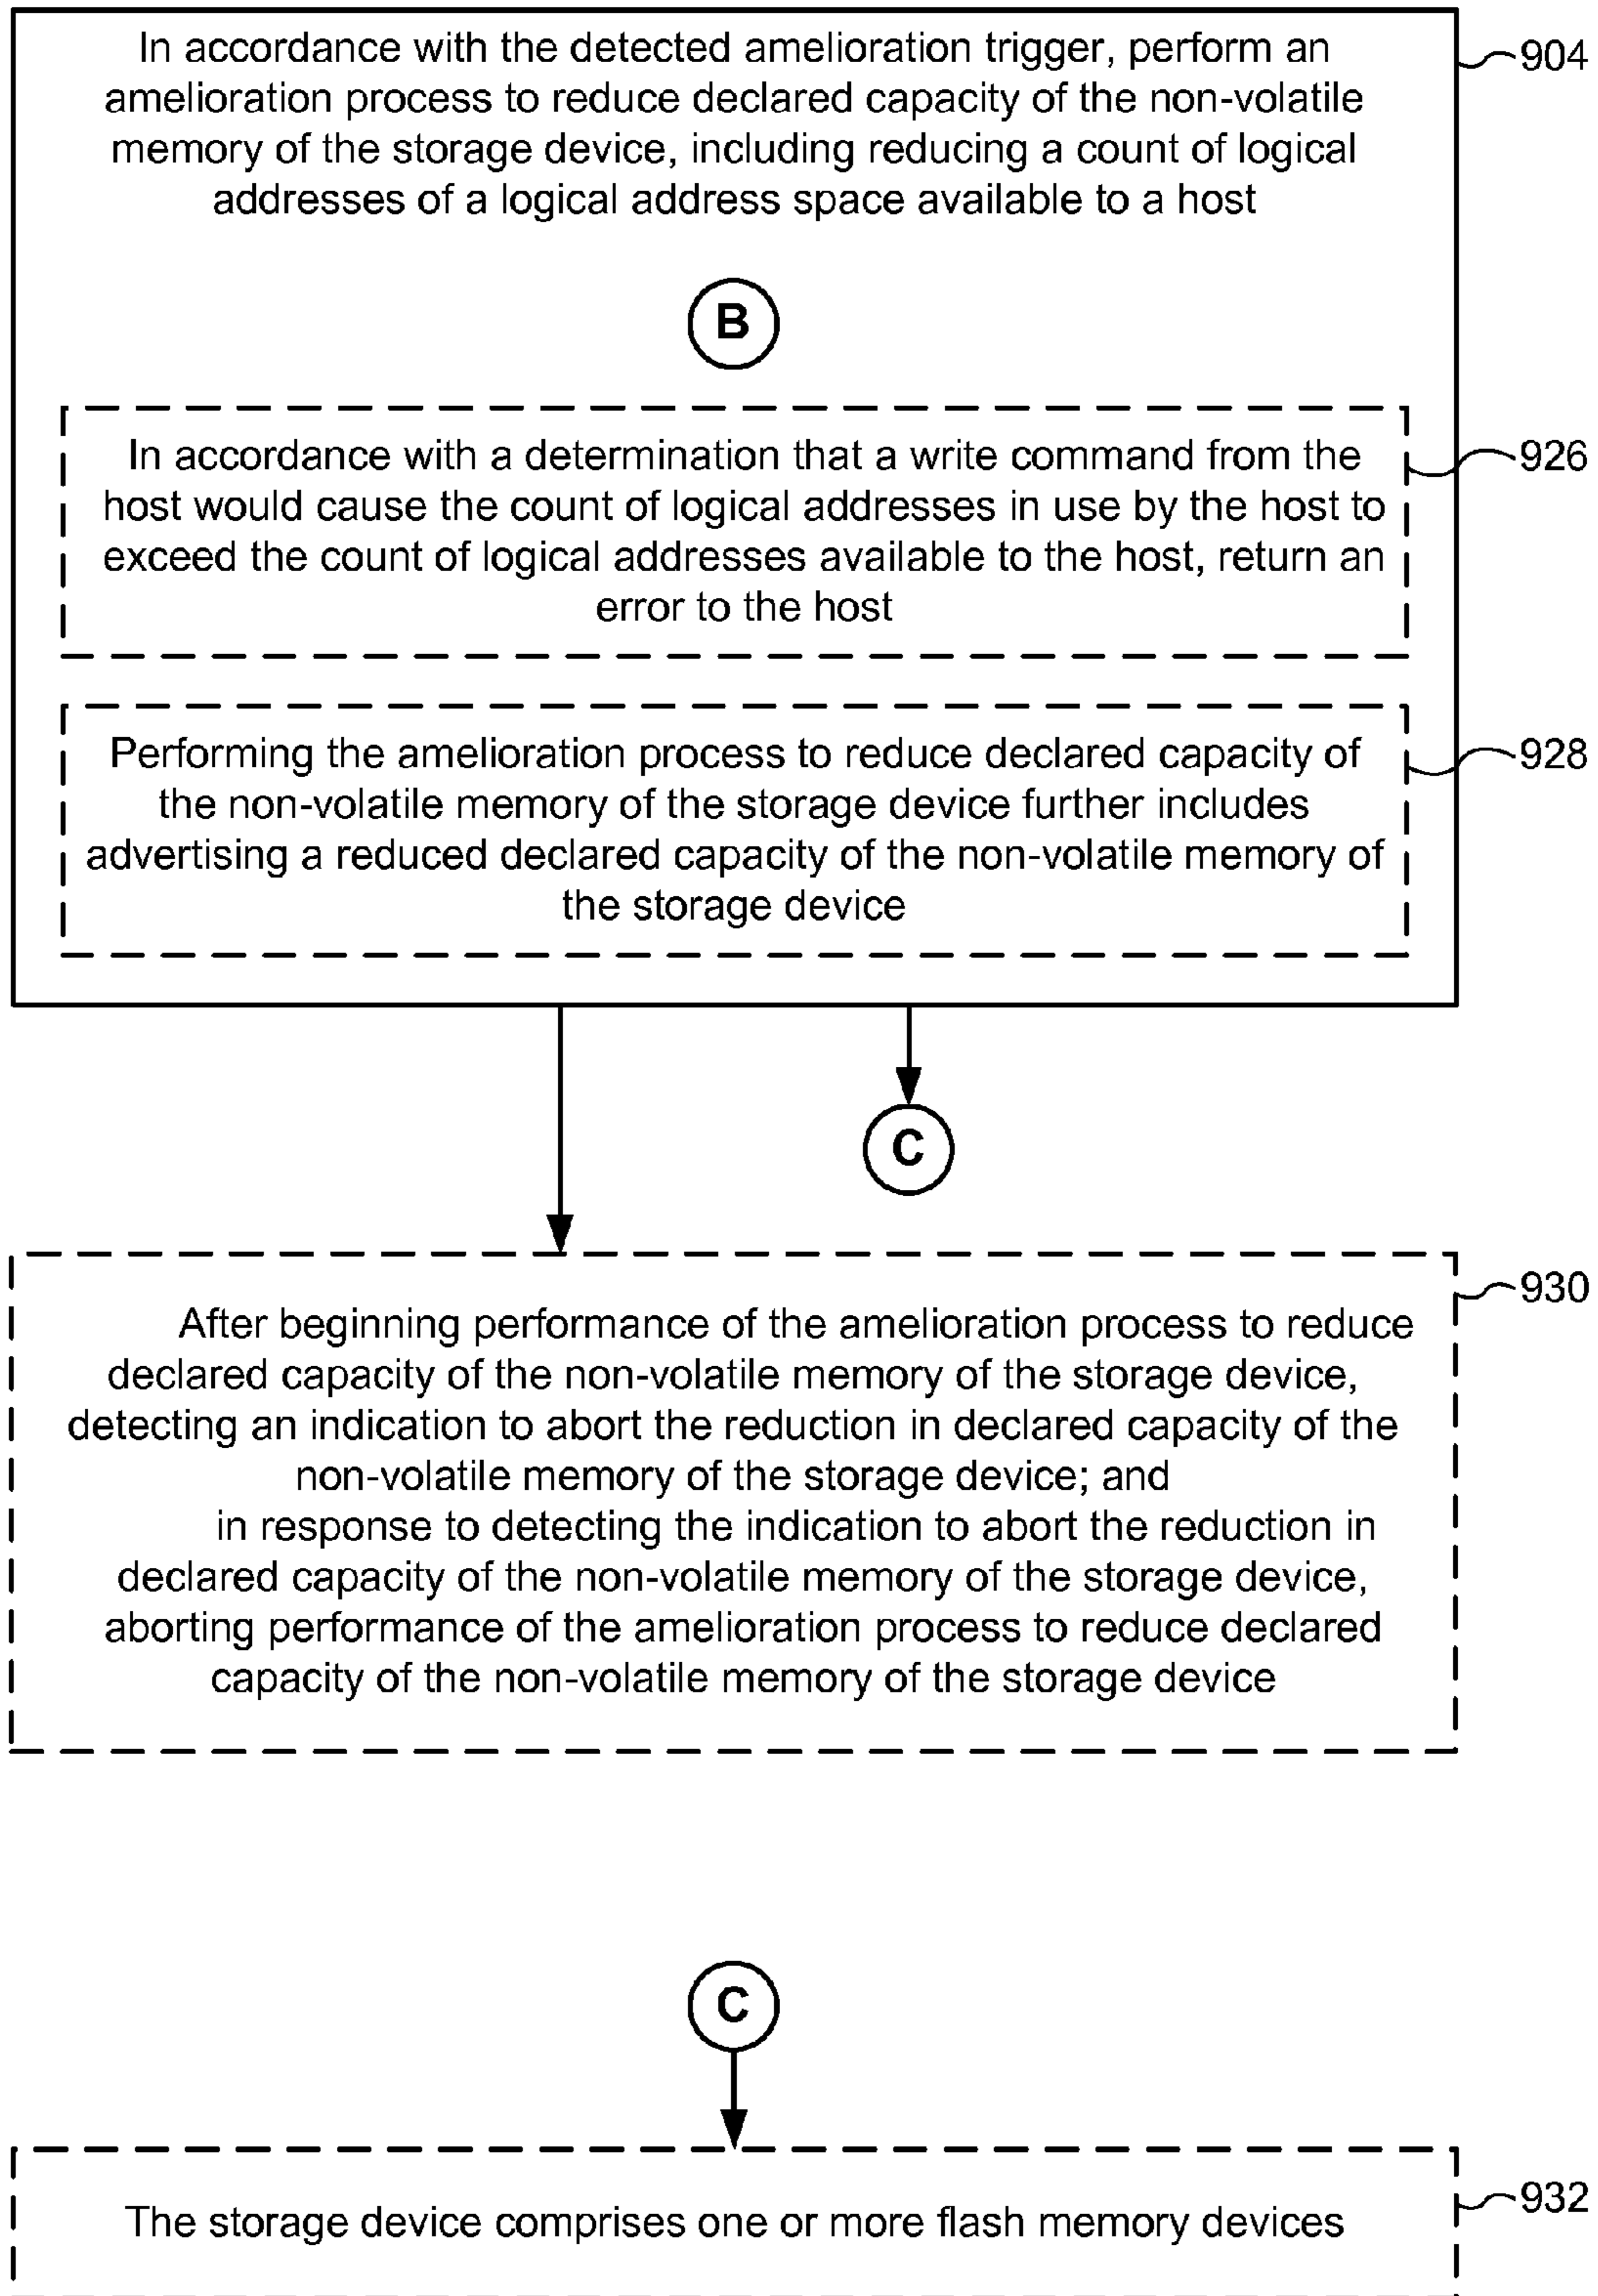 In accordance with the detected amelioration trigger, perform an
amelioration process to reduce declared capacity of the non-volatile
memory of the storage device, including reducing a count of logical
addresses of a logical address space available to a host
904
B
In accordance with a determination that a write command from the
host would cause the count of logical addresses in use by the host to
exceed the count of logical addresses available to the host, return an
error to the host
926
Performing the amelioration process to reduce declared capacity of
the non-volatile memory of the storage device further includes
advertising a reduced declared capacity of the non-volatile memory of
the storage device
928
C
After beginning performance of the amelioration process to reduce
declared capacity of the non-volatile memory of the storage device,
detecting an indication to abort the reduction in declared capacity of the
non-volatile memory of the storage device; and
in response to detecting the indication to abort the reduction in
declared capacity of the non-volatile memory of the storage device,
aborting performance of the amelioration process to reduce declared
capacity of the non-volatile memory of the storage device
930
C
The storage device comprises one or more flash memory devices
932